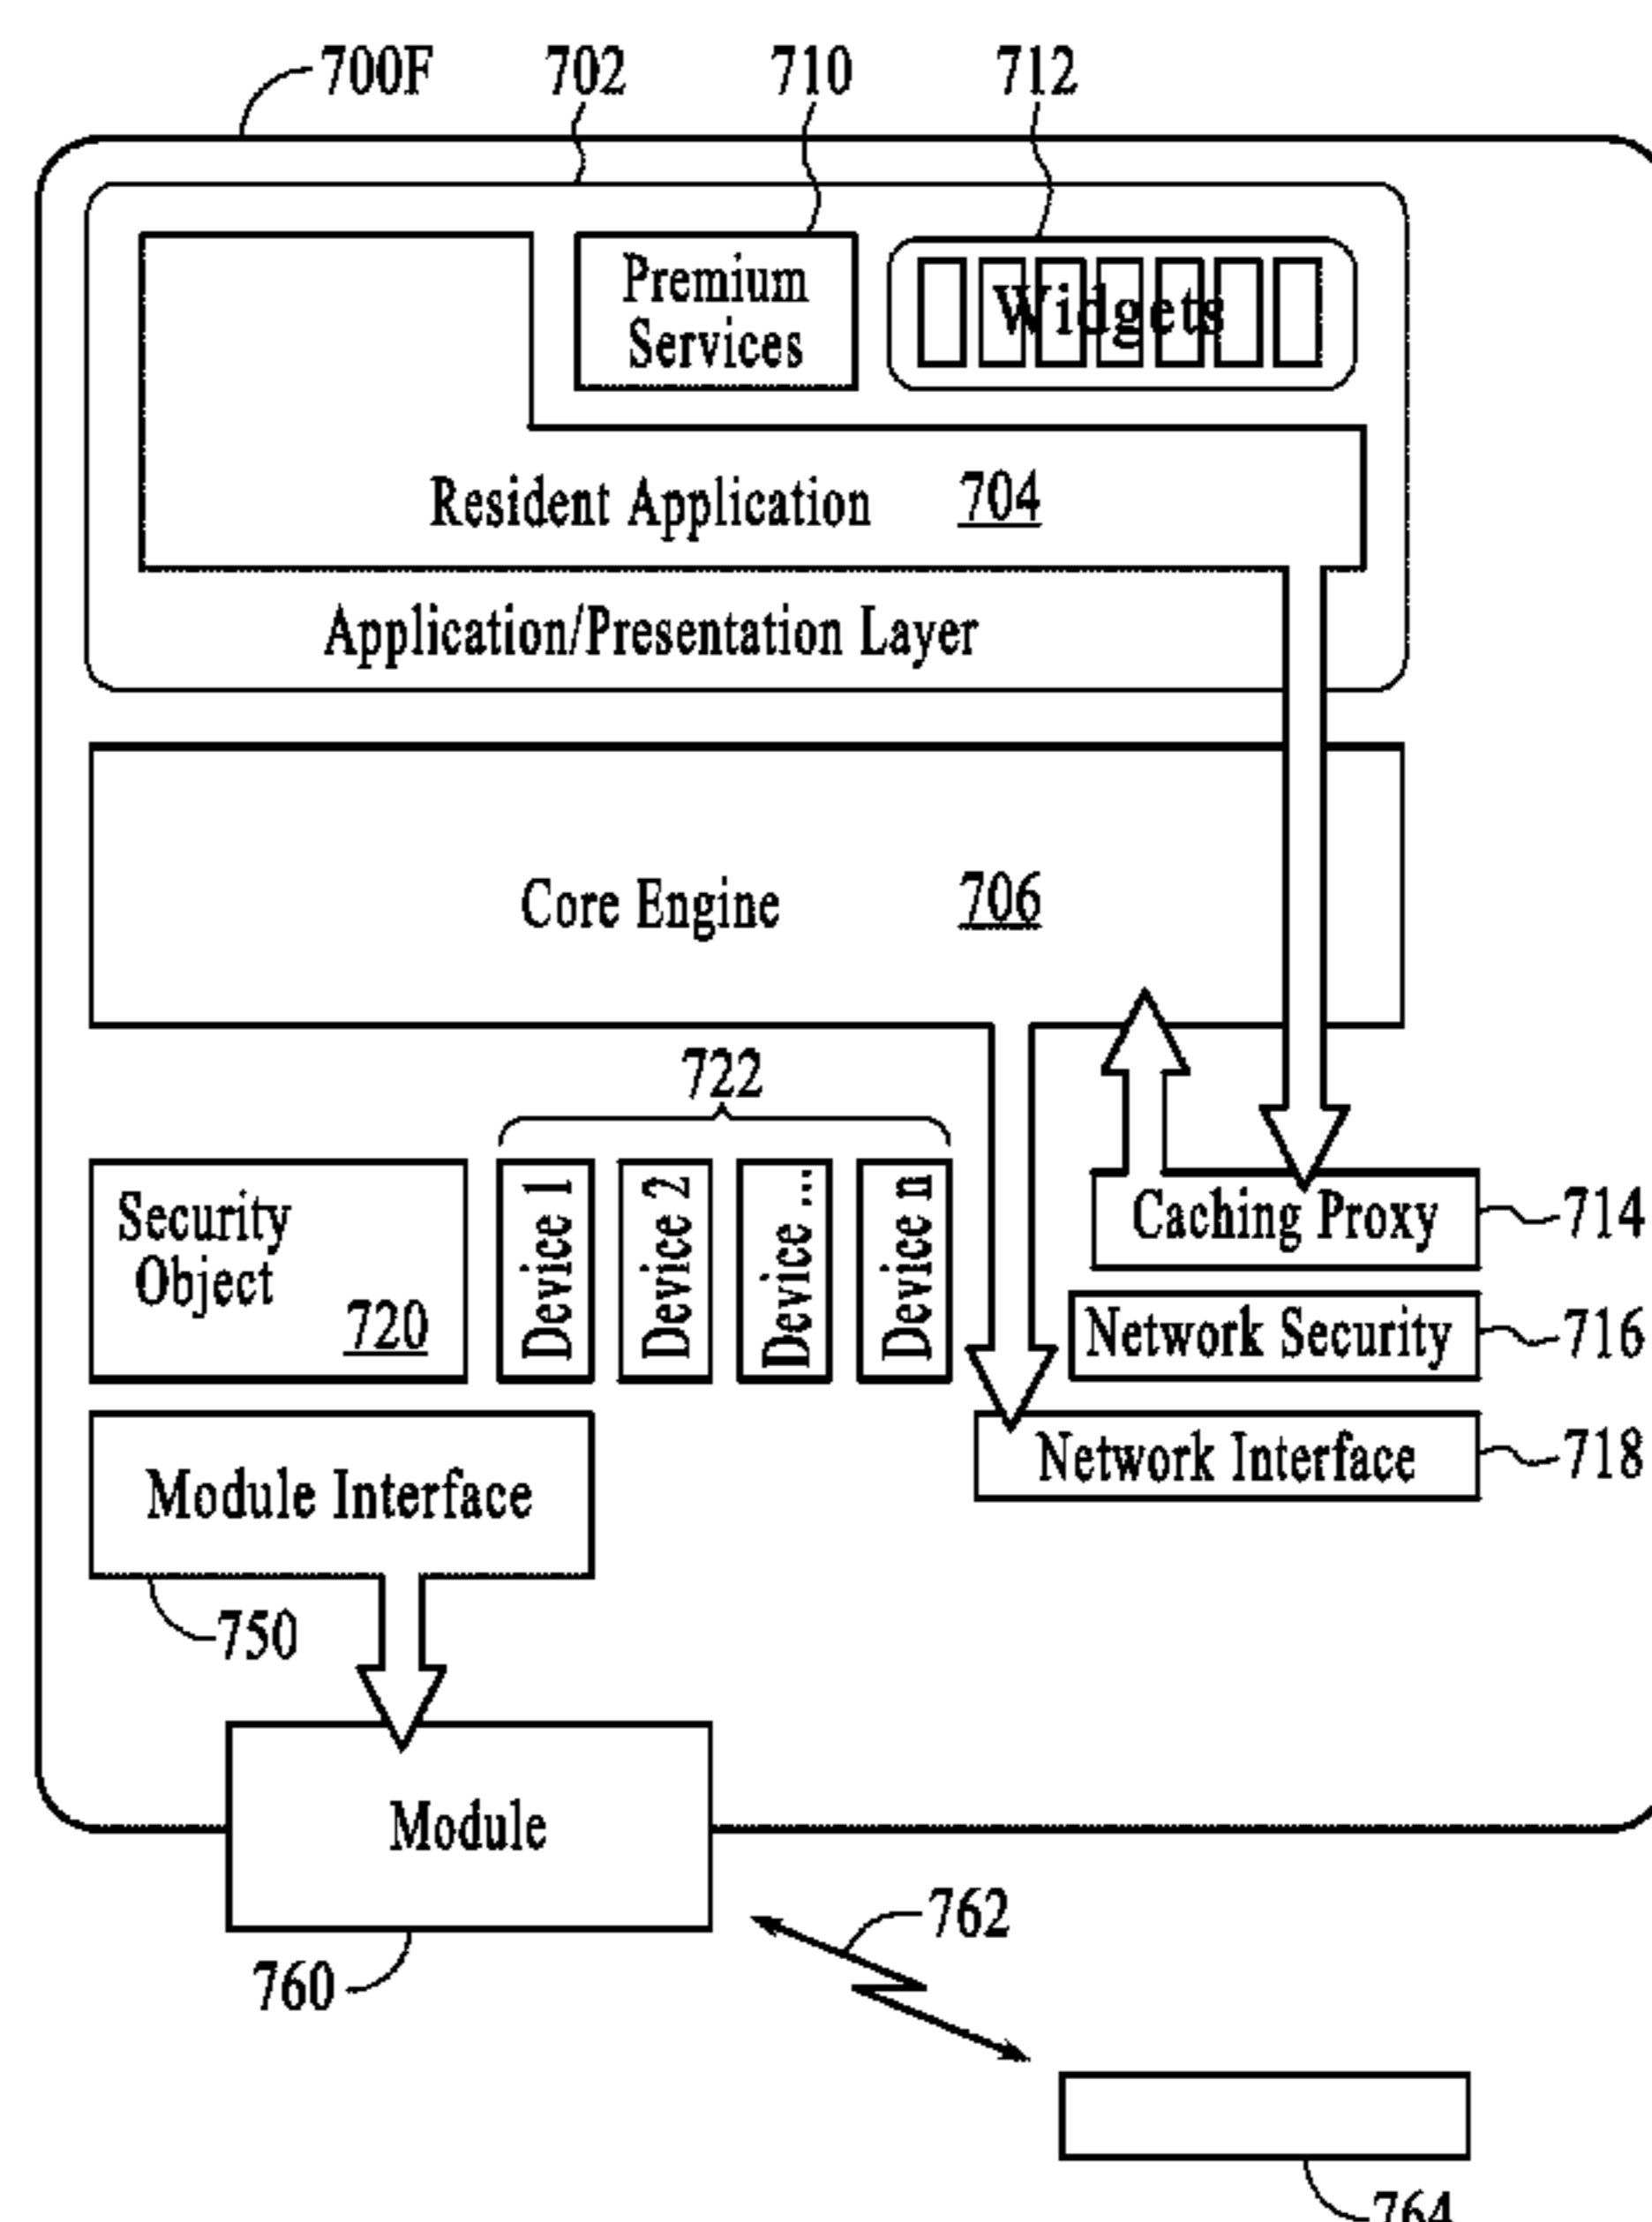 700F
702
710
712
Premium
Services
Widgets
Resident Application 704
Application/Presentation Layer
Core Engine 706
722
Security
Object
720
Device 1
Device 2
Device ...
Device n
Caching Proxy
714
Network Security
716
Network Interface
718
Module Interface
750
Module
760
762
764